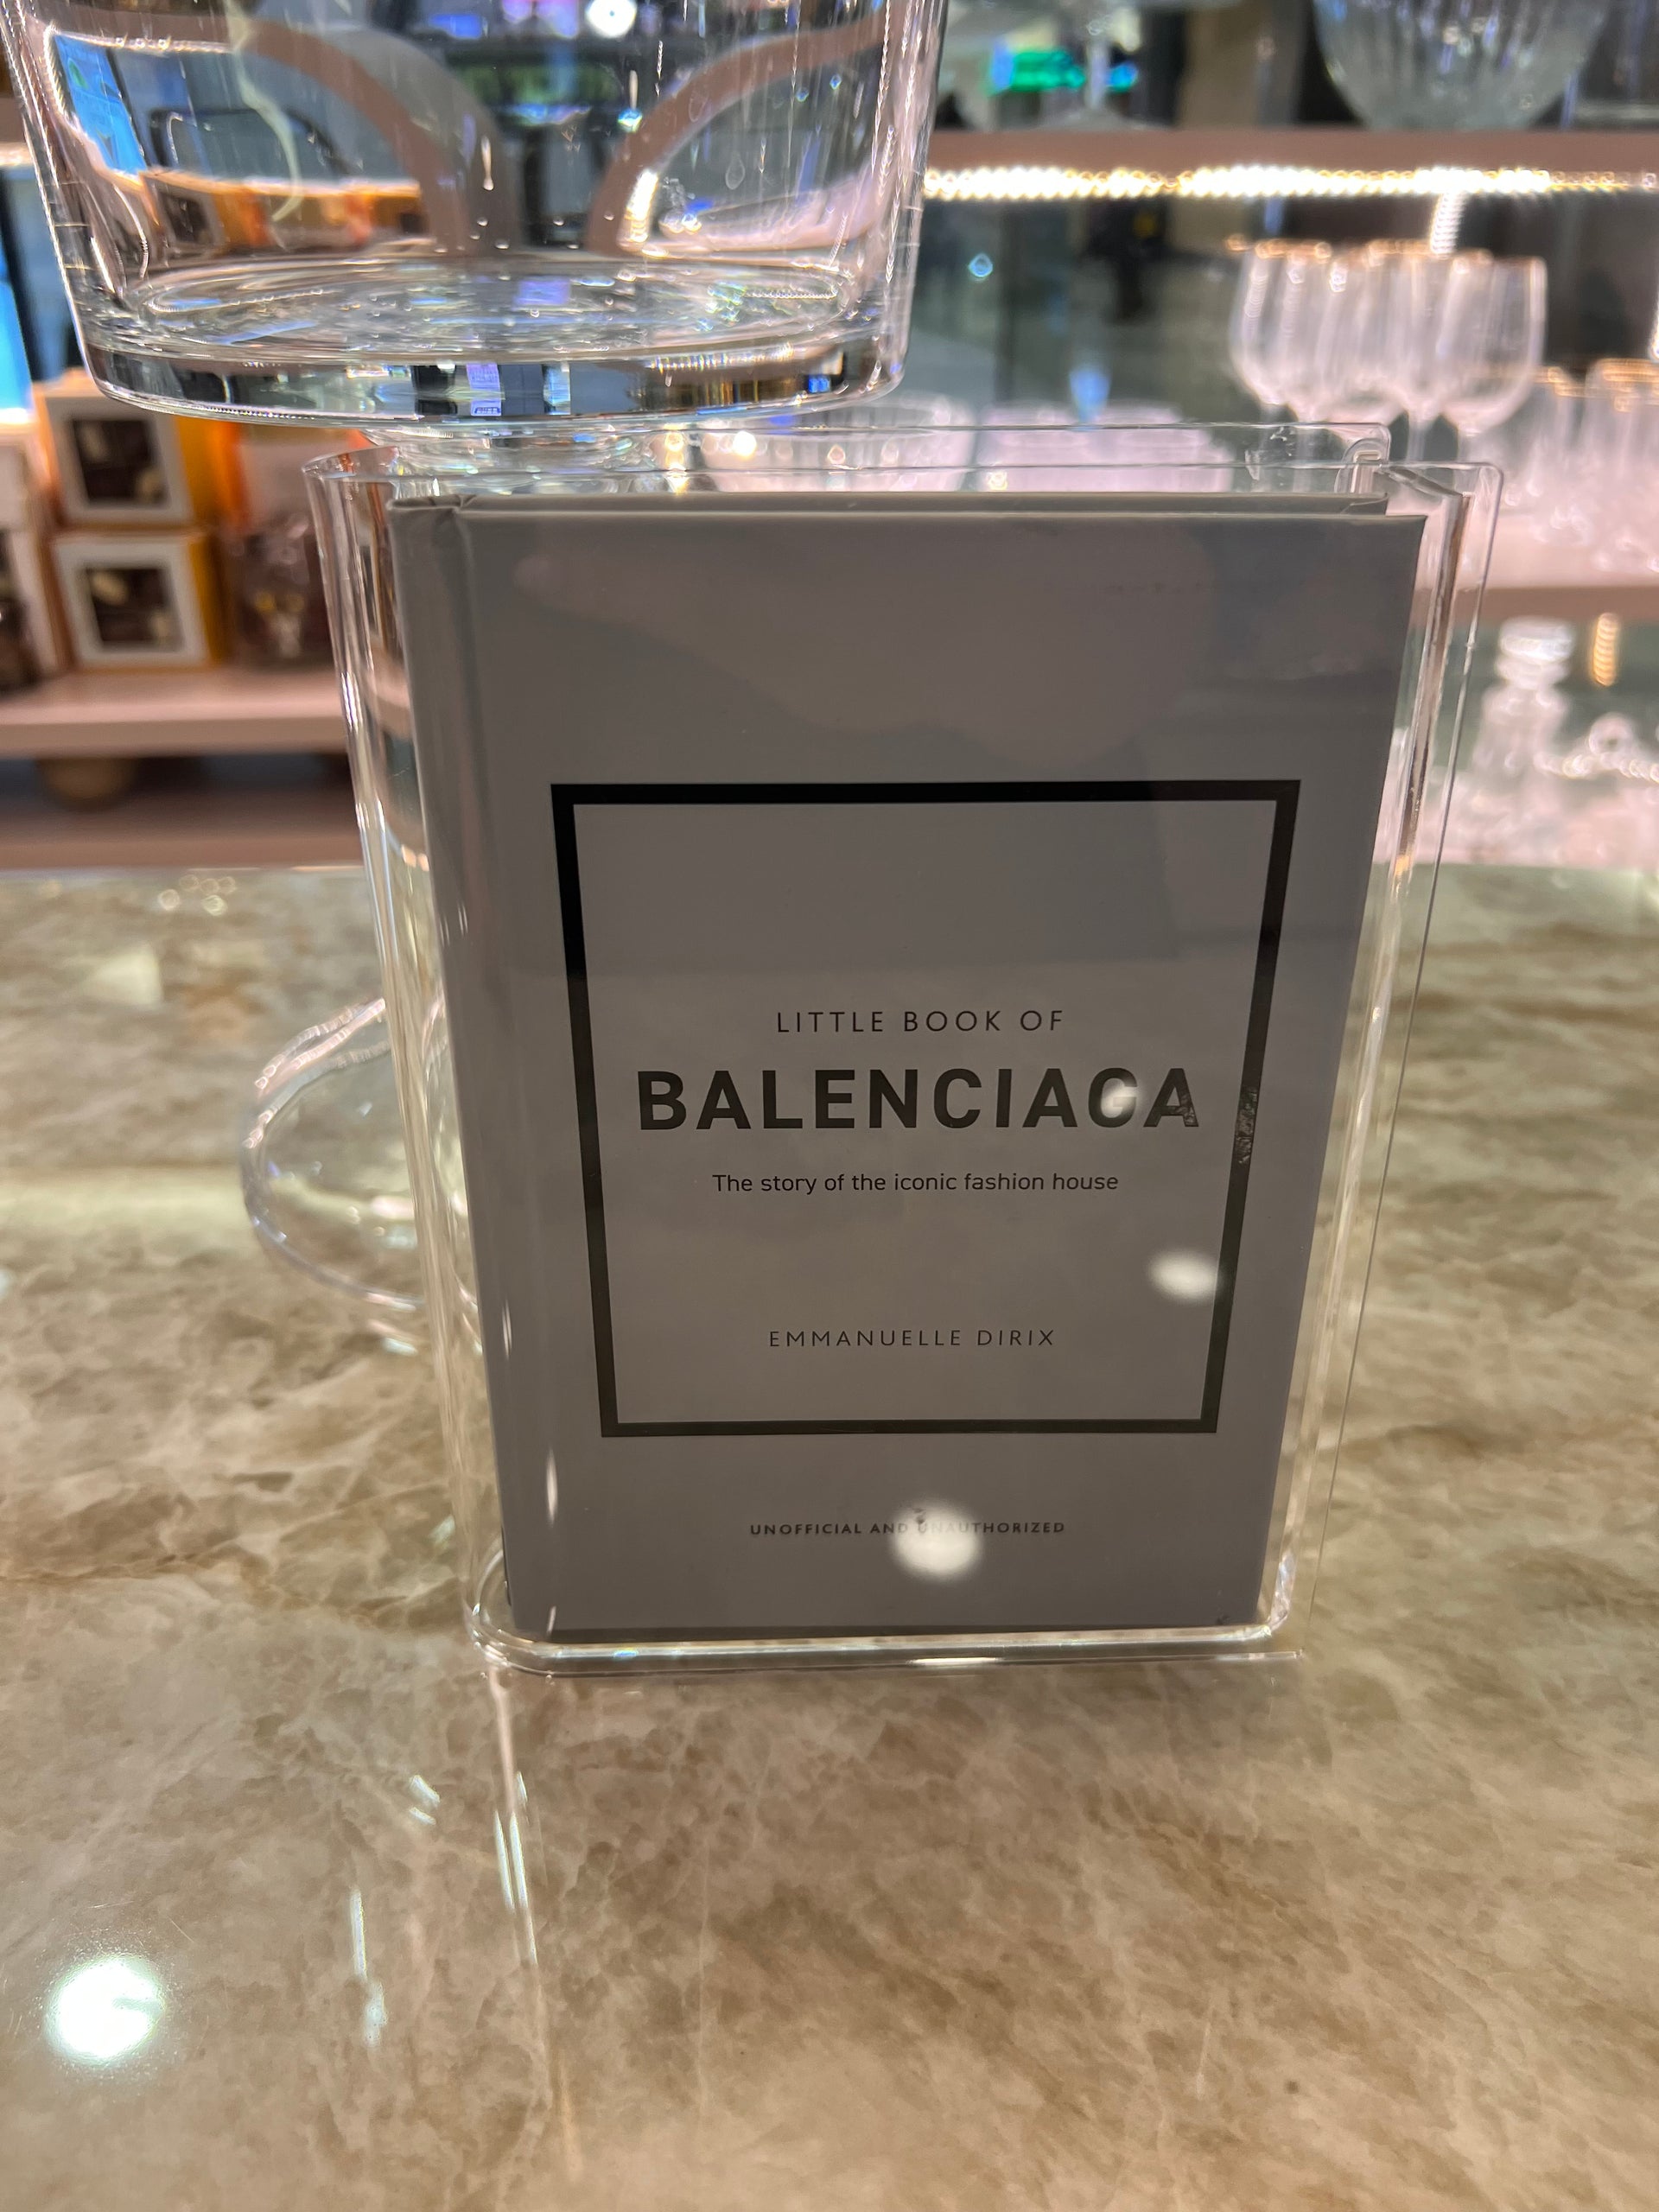 LITTLE BOOK OF
BALENCIAGA
The story of the iconic fashion house
EMMANUELLE DIRIX
UNOFFICIAL AND UNAUTHORIZED